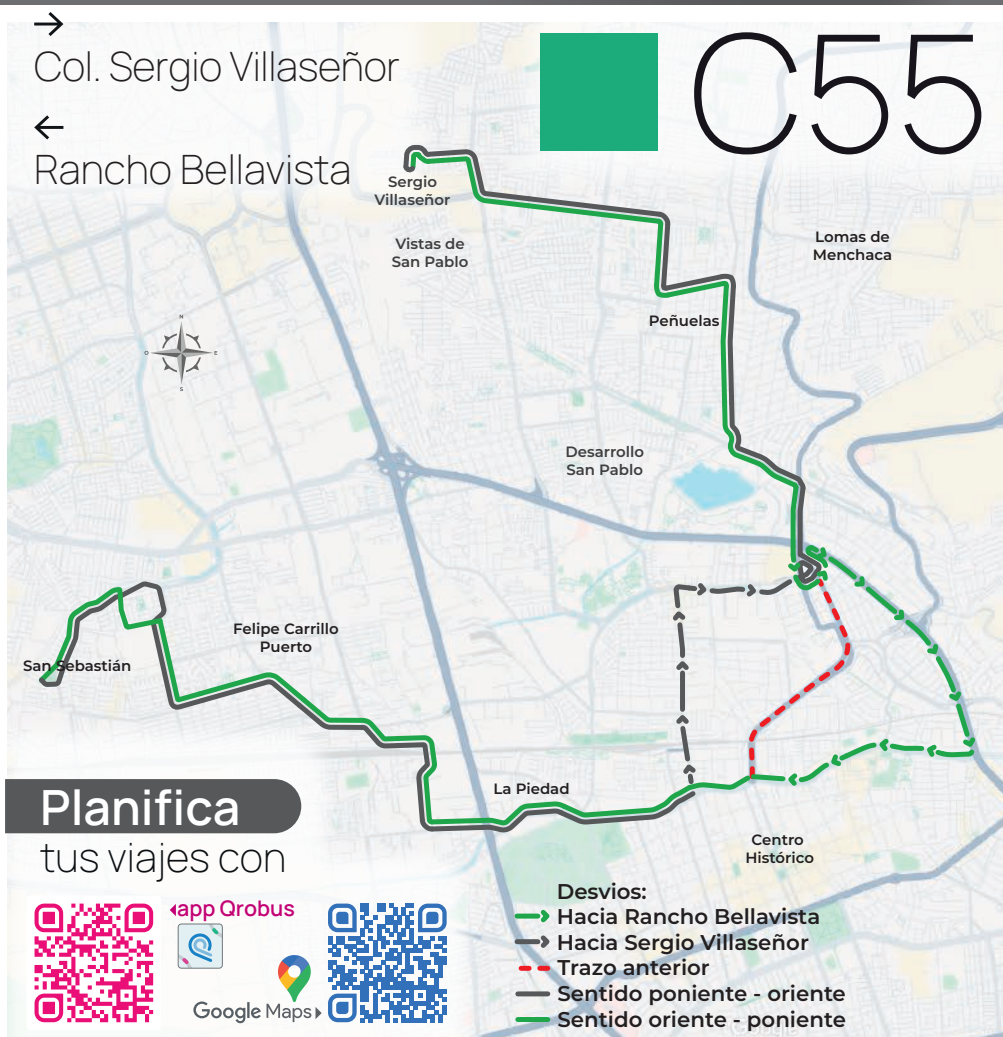 →
Col. Sergio Villaseñor
←
Rancho Bellavista
C55
Sergio
Villaseñor
Vistas de
San Pablo
Lomas de
Menchaca
Peñuelas
N
O
E
S
Desarrollo
San Pablo
Felipe Carrillo
Puerto
San Sebastián
La Piedad
Centro
Histórico
Planifica
tus viajes con
app Qrobus
Google Maps
Desvios:
Hacia Rancho Bellavista
Hacia Sergio Villaseñor
Trazo anterior
Sentido poniente - oriente
Sentido oriente - poniente